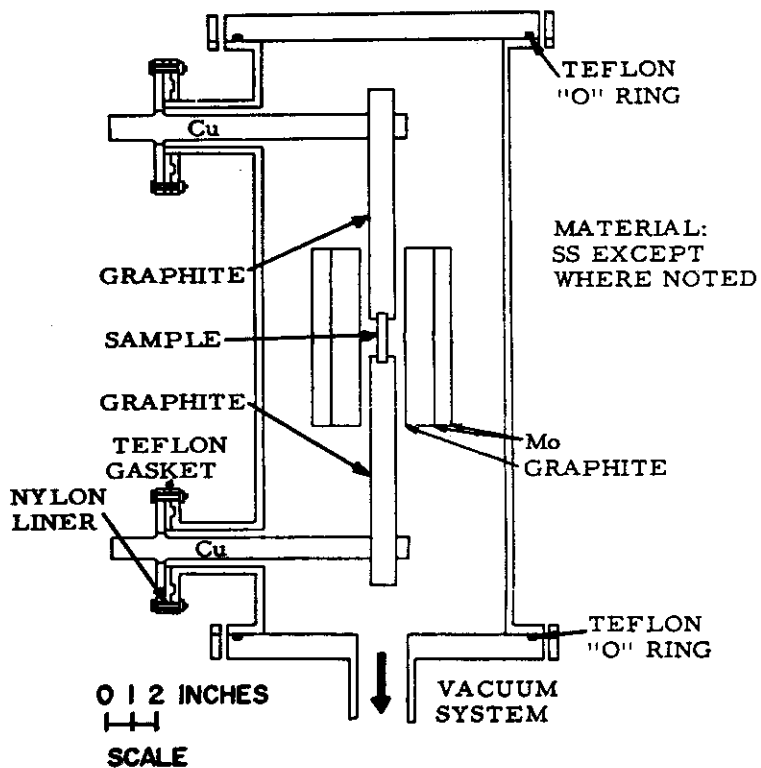 TEFLON
"O" RING
Cu
MATERIAL:
SS EXCEPT
WHERE NOTED
GRAPHITE
SAMPLE
GRAPHITE
Mo
GRAPHITE
TEFLON
GASKET
NYLON
LINER
Cu
TEFLON
"O" RING
VACUUM
SYSTEM
0 1 2 INCHES
SCALE